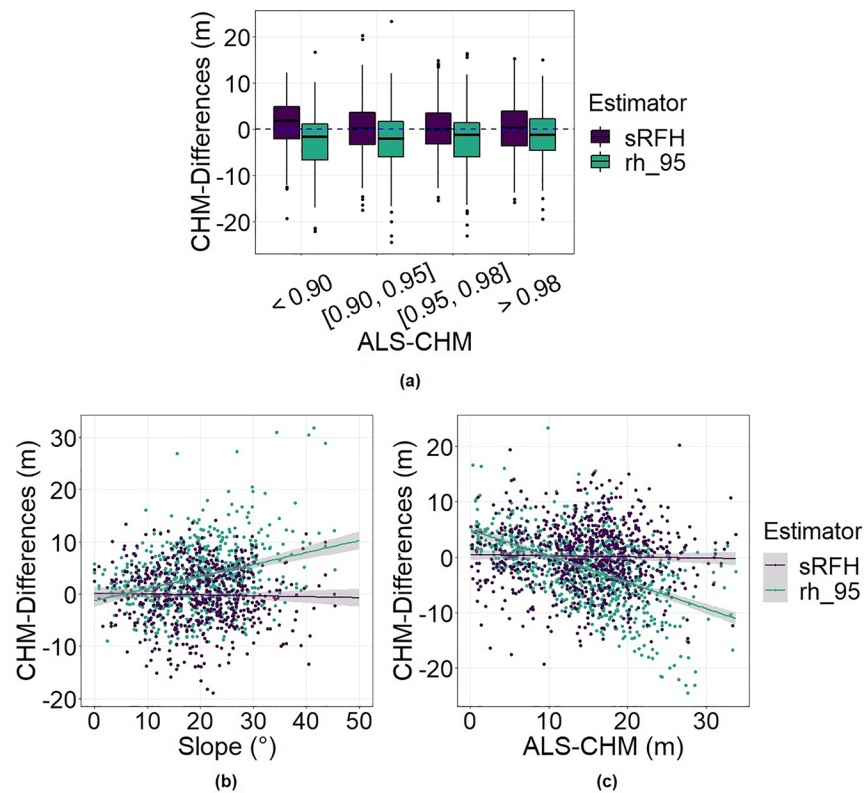 CHM-Differences (m)
20
10
0
-10
-20
< 0.90
[0.90, 0.95]
[0.95, 0.98]
> 0.98
ALS-CHM
Estimator
sRFH
rh_95
(a)
CHM-Differences (m)
30
20
10
0
-10
-20
0 10 20 30 40 50
Slope (°)
(b)
CHM-Differences (m)
20
10
0
-10
-20
0 10 20 30
ALS-CHM (m)
(c)
Estimator
sRFH
rh_95